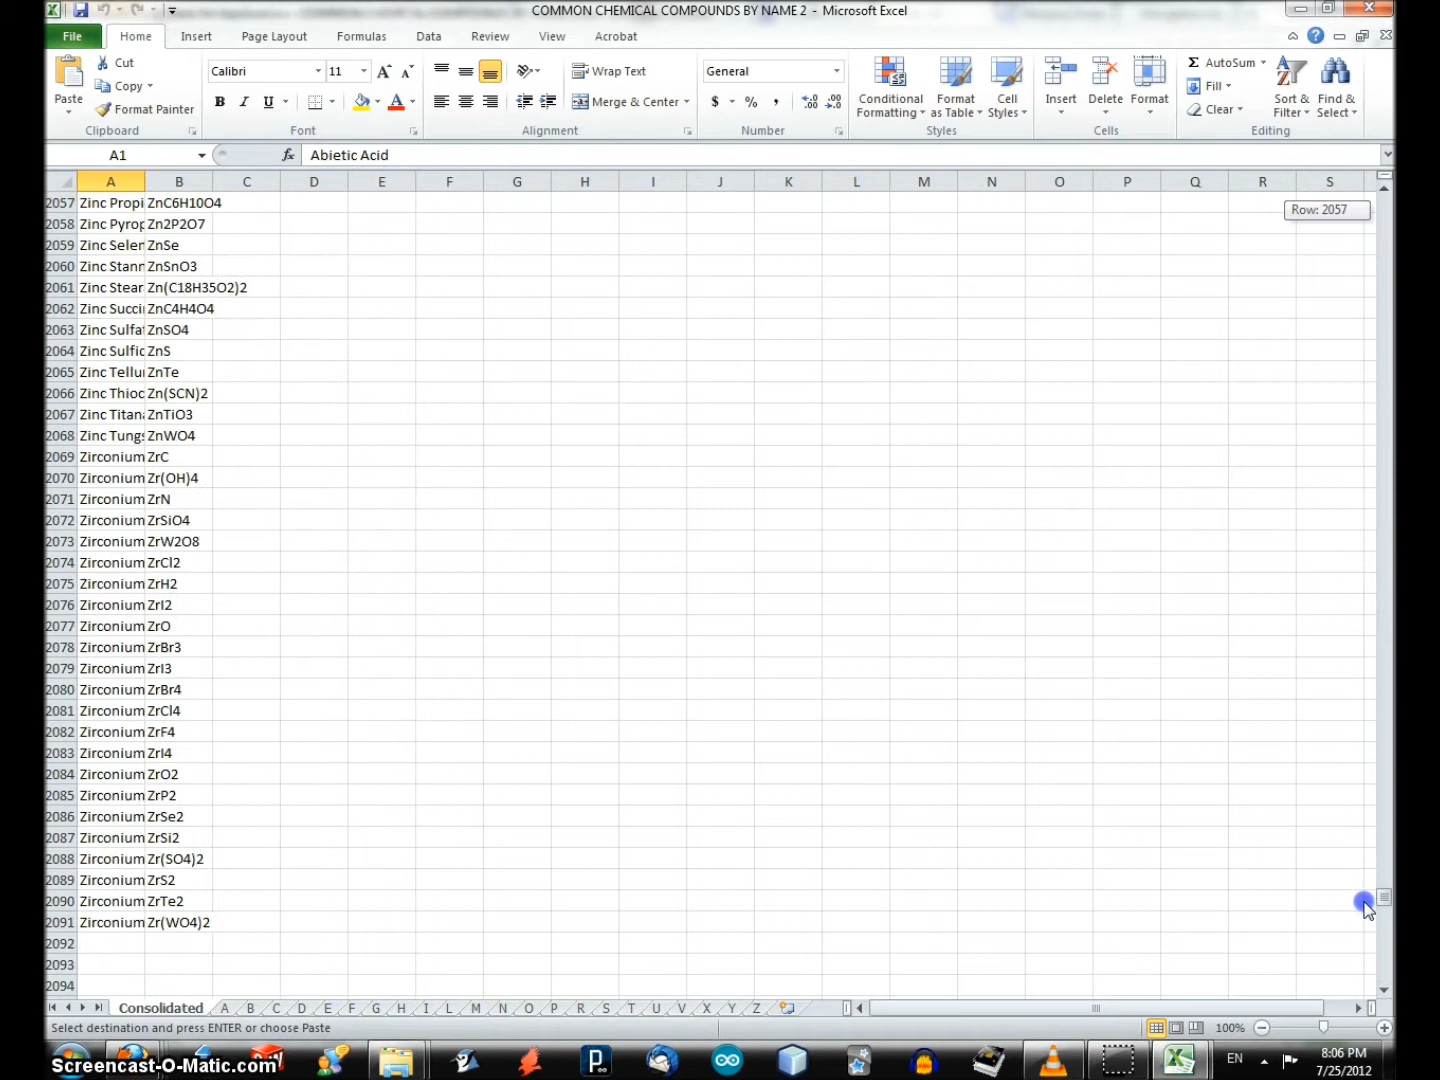 COMMON CHEMICAL COMPOUNDS BY NAME 2 - Microsoft Excel
File Home Insert Page Layout Formulas Data Review View Acrobat
Paste
Cut
Copy
Format Painter
Clipboard
Calibri 11
B I U
Font
Wrap Text
Merge & Center
Alignment
General
$ % ,
Number
Conditional Formatting
Format as Table
Cell Styles
Styles
Insert Delete Format
Cells
Σ AutoSum
Fill
Clear
Sort & Filter
Find & Select
Editing
A1 fx Abietic Acid
A B C D E F G H I J K L M N O P Q R S
Row: 2057
2057 Zinc Propi ZnC6H10O4
2058 Zinc Pyrop Zn2P2O7
2059 Zinc Selen ZnSe
2060 Zinc Stann ZnSnO3
2061 Zinc Stear Zn(C18H35O2)2
2062 Zinc Succi ZnC4H4O4
2063 Zinc Sulfat ZnSO4
2064 Zinc Sulfic ZnS
2065 Zinc Tellu ZnTe
2066 Zinc Thioc Zn(SCN)2
2067 Zinc Titana ZnTiO3
2068 Zinc Tungs ZnWO4
2069 Zirconium ZrC
2070 Zirconium Zr(OH)4
2071 Zirconium ZrN
2072 Zirconium ZrSiO4
2073 Zirconium ZrW2O8
2074 Zirconium ZrCl2
2075 Zirconium ZrH2
2076 Zirconium ZrI2
2077 Zirconium ZrO
2078 Zirconium ZrBr3
2079 Zirconium ZrI3
2080 Zirconium ZrBr4
2081 Zirconium ZrCl4
2082 Zirconium ZrF4
2083 Zirconium ZrI4
2084 Zirconium ZrO2
2085 Zirconium ZrP2
2086 Zirconium ZrSe2
2087 Zirconium ZrSi2
2088 Zirconium Zr(SO4)2
2089 Zirconium ZrS2
2090 Zirconium ZrTe2
2091 Zirconium Zr(WO4)2
2092
2093
2094
Consolidated A B C D E F G H I L M N O P R S T U V X Y Z
Select destination and press ENTER or choose Paste
100%
Screencast-O-Matic.com
EN
8:06 PM
7/25/2012